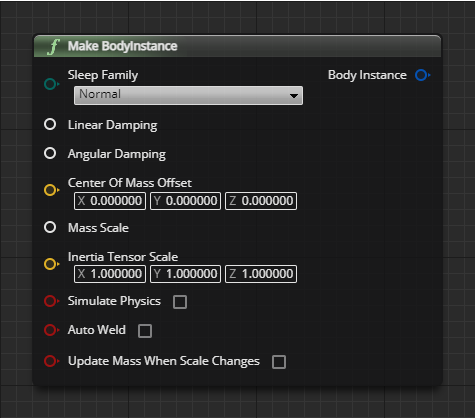 f Make BodyInstance
Sleep Family Body Instance
Normal
Linear Damping
Angular Damping
Center Of Mass Offset
X 0.000000 Y 0.000000 Z 0.000000
Mass Scale
Inertia Tensor Scale
X 1.000000 Y 1.000000 Z 1.000000
Simulate Physics
Auto Weld
Update Mass When Scale Changes